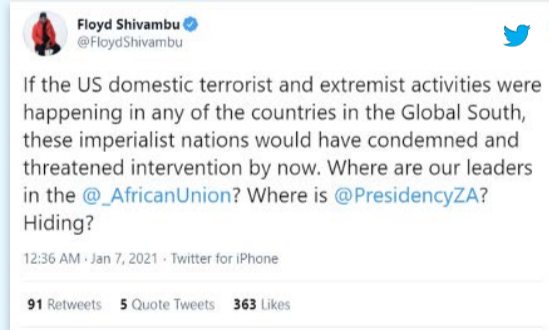 Floyd Shivambu
@FloydShivambu
If the US domestic terrorist and extremist activities were
happening in any of the countries in the Global South,
these imperialist nations would have condemned and
threatened intervention by now. Where are our leaders
in the @_AfricanUnion? Where is @PresidencyZA?
Hiding?
12:36 AM · Jan 7, 2021 · Twitter for iPhone
91 Retweets 5 Quote Tweets 363 Likes